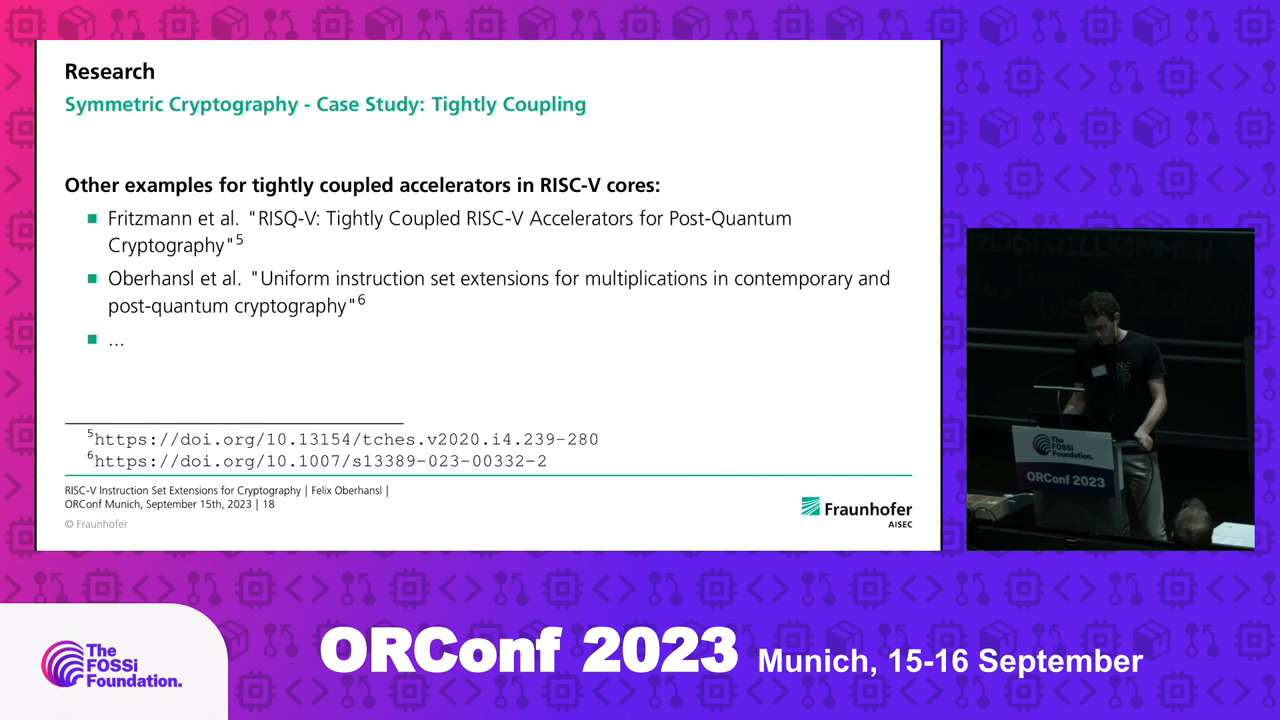 Research
Symmetric Cryptography - Case Study: Tightly Coupling
Other examples for tightly coupled accelerators in RISC-V cores:
Fritzmann et al. "RISQ-V: Tightly Coupled RISC-V Accelerators for Post-Quantum
Cryptography"5
Oberhansl et al. "Uniform instruction set extensions for multiplications in contemporary and
post-quantum cryptography"6
...
5https://doi.org/10.13154/tches.v2020.i4.239-280
6https://doi.org/10.1007/s13389-023-00332-2
RISC-V Instruction Set Extensions for Cryptography | Felix Oberhansl |
ORConf Munich, September 15th, 2023 | 18
© Fraunhofer
Fraunhofer
AISEC
WILLKOMMEN
The
FOSSi
Foundation.
ORConf 2023
The
FOSSi
Foundation.
ORConf 2023 Munich, 15-16 September